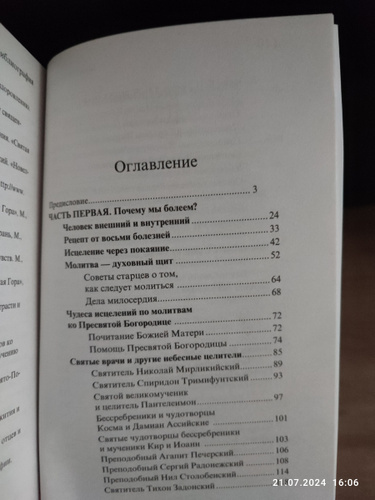 библиография
Гора», М.,
Гора».
Оглавление
Предисловие 3
ЧАСТЬ ПЕРВАЯ. Почему мы болеем?
Человек внешний и внутренний 24
Рецепт от восьми болезней 33
Исцеление через покаяние 42
Молитва — духовный щит 52
Советы старцев о том,
как следует молиться 64
Дела милосердия 68
Чудеса исцелений по молитвам
ко Пресвятой Богородице 72
Почитание Божией Матери 72
Помощь Пресвятой Богородицы 74
Святые врачи и другие небесные целители 85
Святитель Николай Мирликийский 89
Святитель Спиридон Тримифунтский 93
Святой великомученик
и целитель Пантелеимон 97
Бессребреники и чудотворцы
Косма и Дамиан Ассийские 101
Святые чудотворцы бессребреники
и мученики Кир и Иоанн 103
Преподобный Агапит Печерский 106
Преподобный Сергий Радонежский 108
Преподобный Нил Столобенский 114
Святитель Тихон Задонский
21.07.2024 16:06